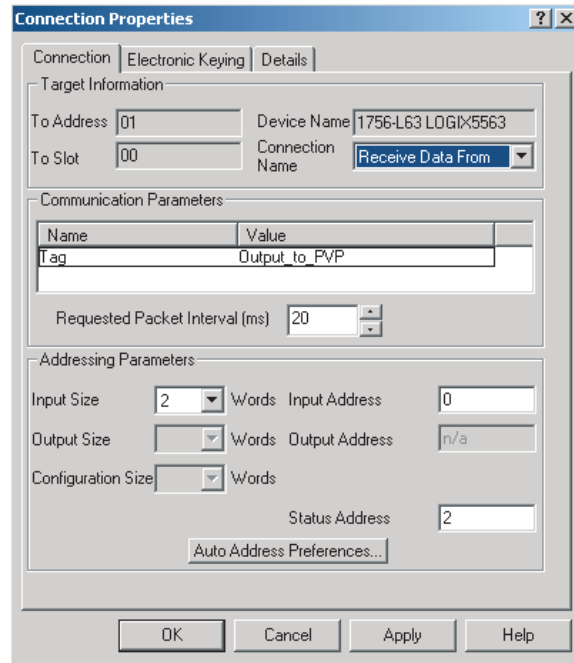 Connection Properties
Connection Electronic Keying Details
Target Information
To Address 01 Device Name 1756-L63 LOGIX5563
To Slot 00 Connection Name Receive Data From
Communication Parameters
Name Value
Tag Output_to_PVP
Requested Packet Interval (ms) 20
Addressing Parameters
Input Size 2 Words Input Address 0
Output Size Words Output Address n/a
Configuration Size Words
Status Address 2
Auto Address Preferences...
OK Cancel Apply Help